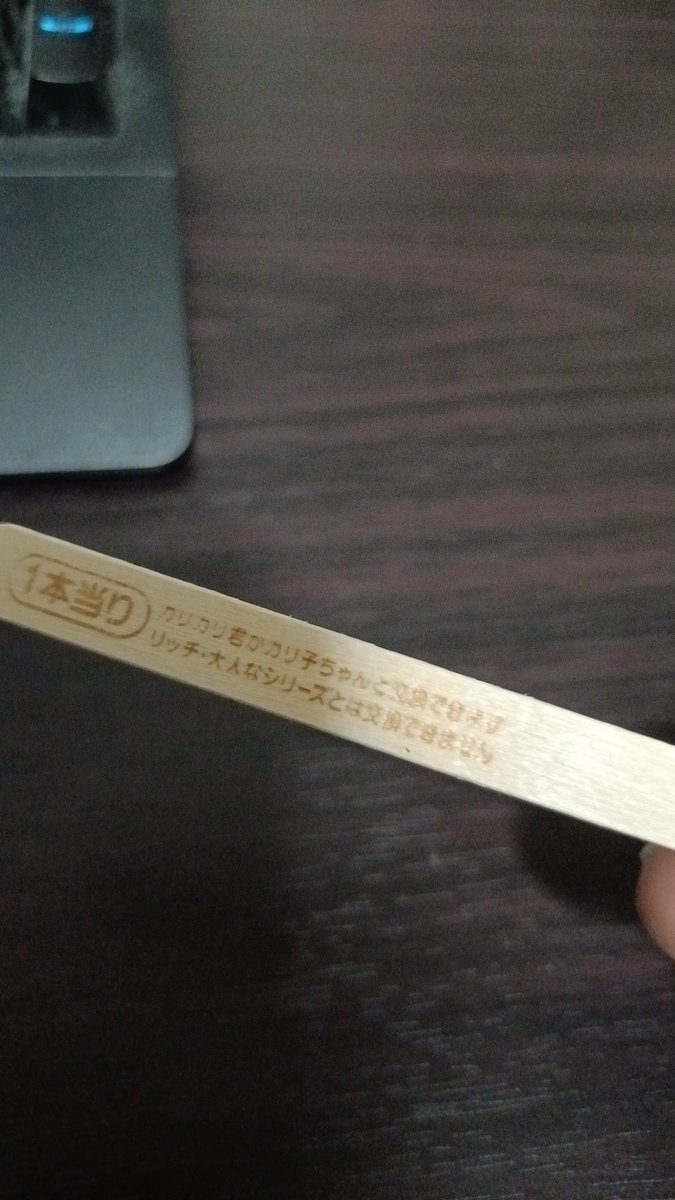 1本当り
ガリガリ君かガリ子ちゃんと交換できます
リッチ・大人なシリーズとは交換できません